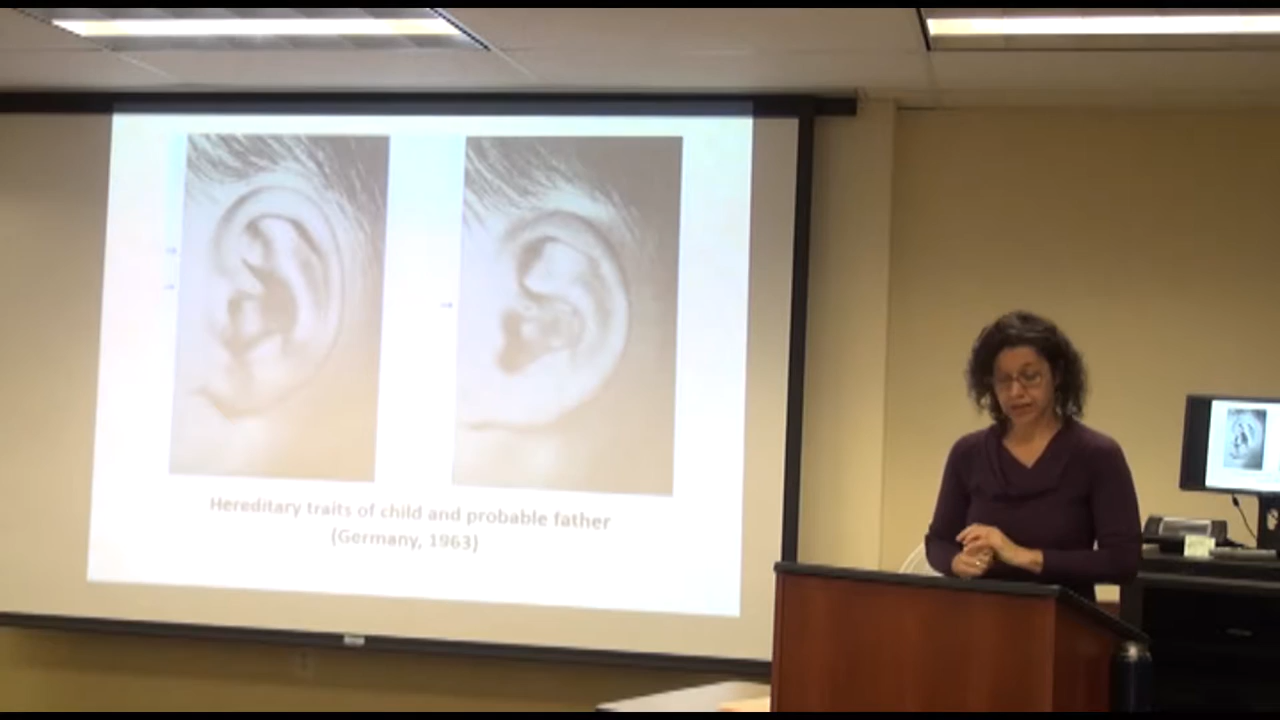 Hereditary traits of child and probable father
(Germany, 1963)